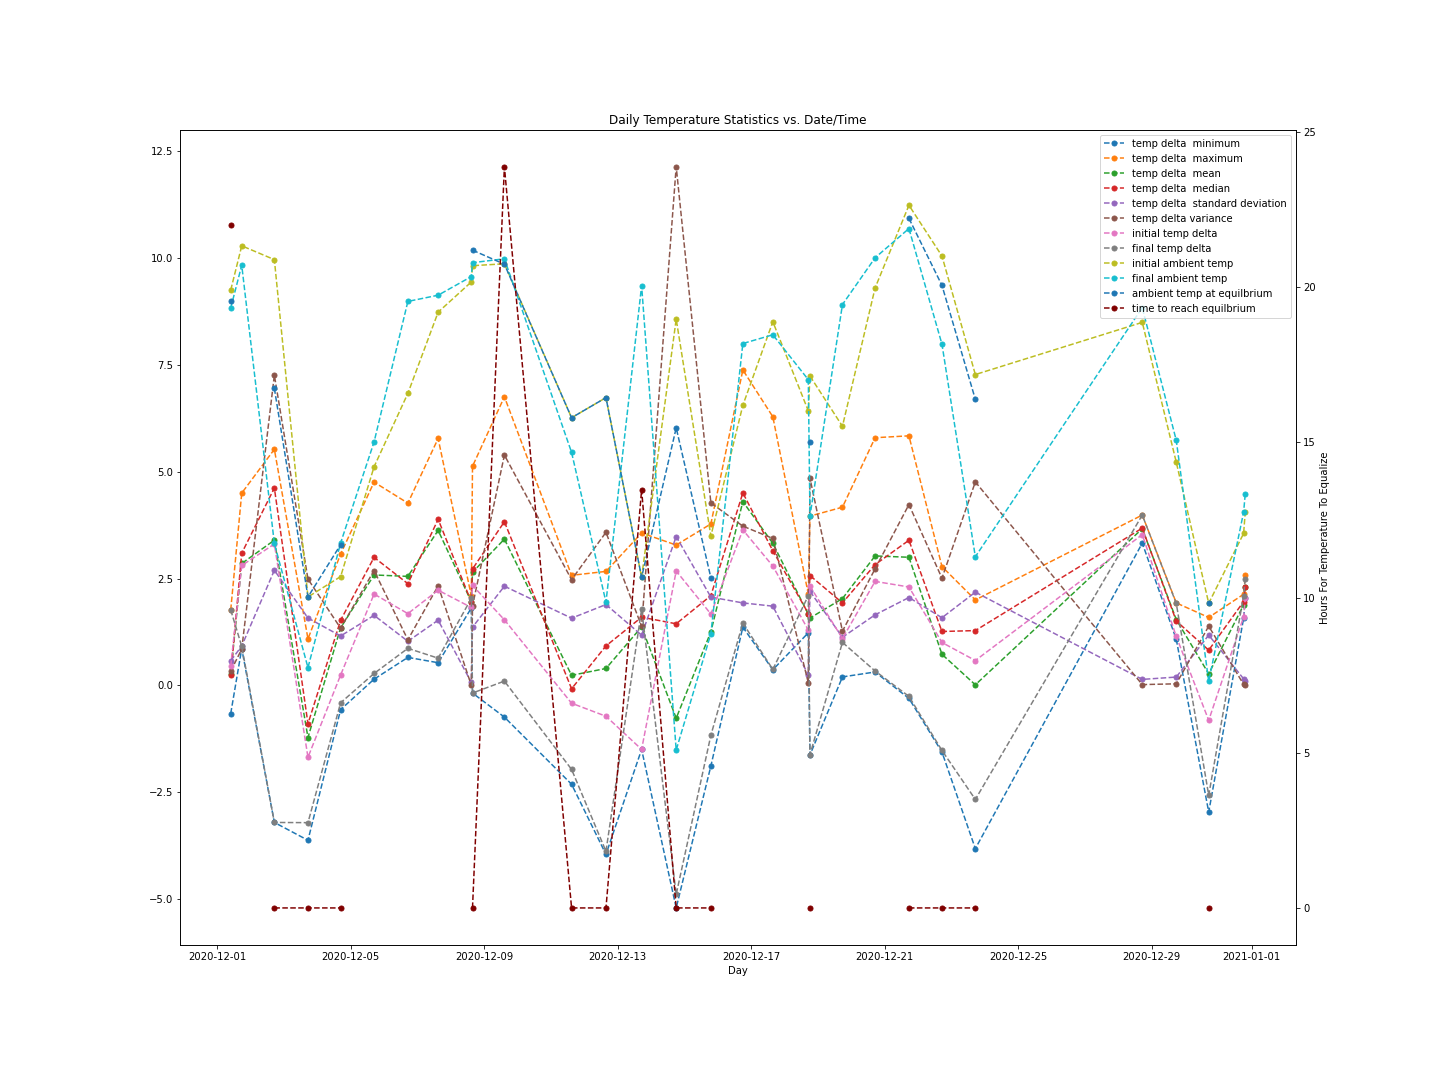 Daily Temperature Statistics vs. Date/Time
12.5
10.0
7.5
5.0
2.5
0.0
−2.5
−5.0
25
20
15
10
5
0
Hours For Temperature To Equalize
temp delta  minimum
temp delta  maximum
temp delta  mean
temp delta  median
temp delta  standard deviation
temp delta variance
initial temp delta
final temp delta
initial ambient temp
final ambient temp
ambient temp at equilbrium
time to reach equilbrium
2020-12-01 2020-12-05 2020-12-09 2020-12-13 2020-12-17 2020-12-21 2020-12-25 2020-12-29 2021-01-01
Day